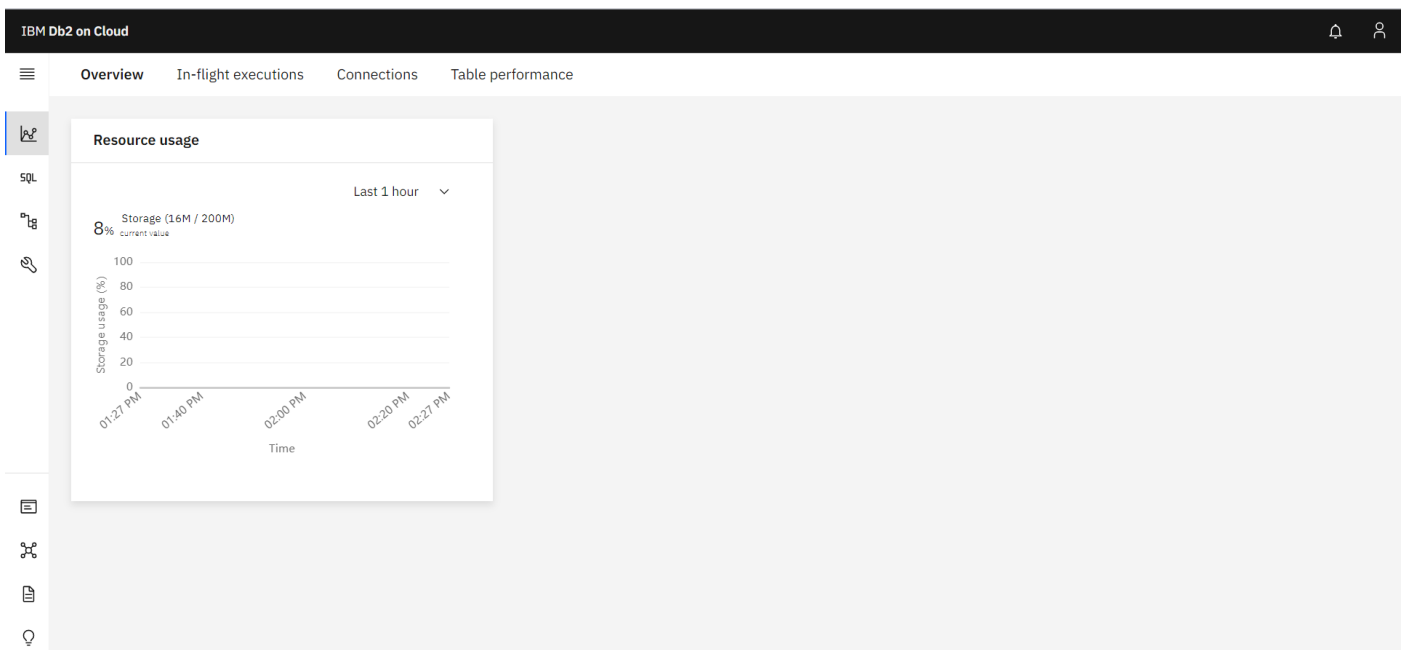 IBM Db2 on Cloud
Overview In-flight executions Connections Table performance
Resource usage
SQL
Last 1 hour
8% Storage (16M / 200M)
current value
Storage usage (%)
100
80
60
40
20
0
01:27 PM 01:40 PM 02:00 PM 02:20 PM 02:27 PM
Time